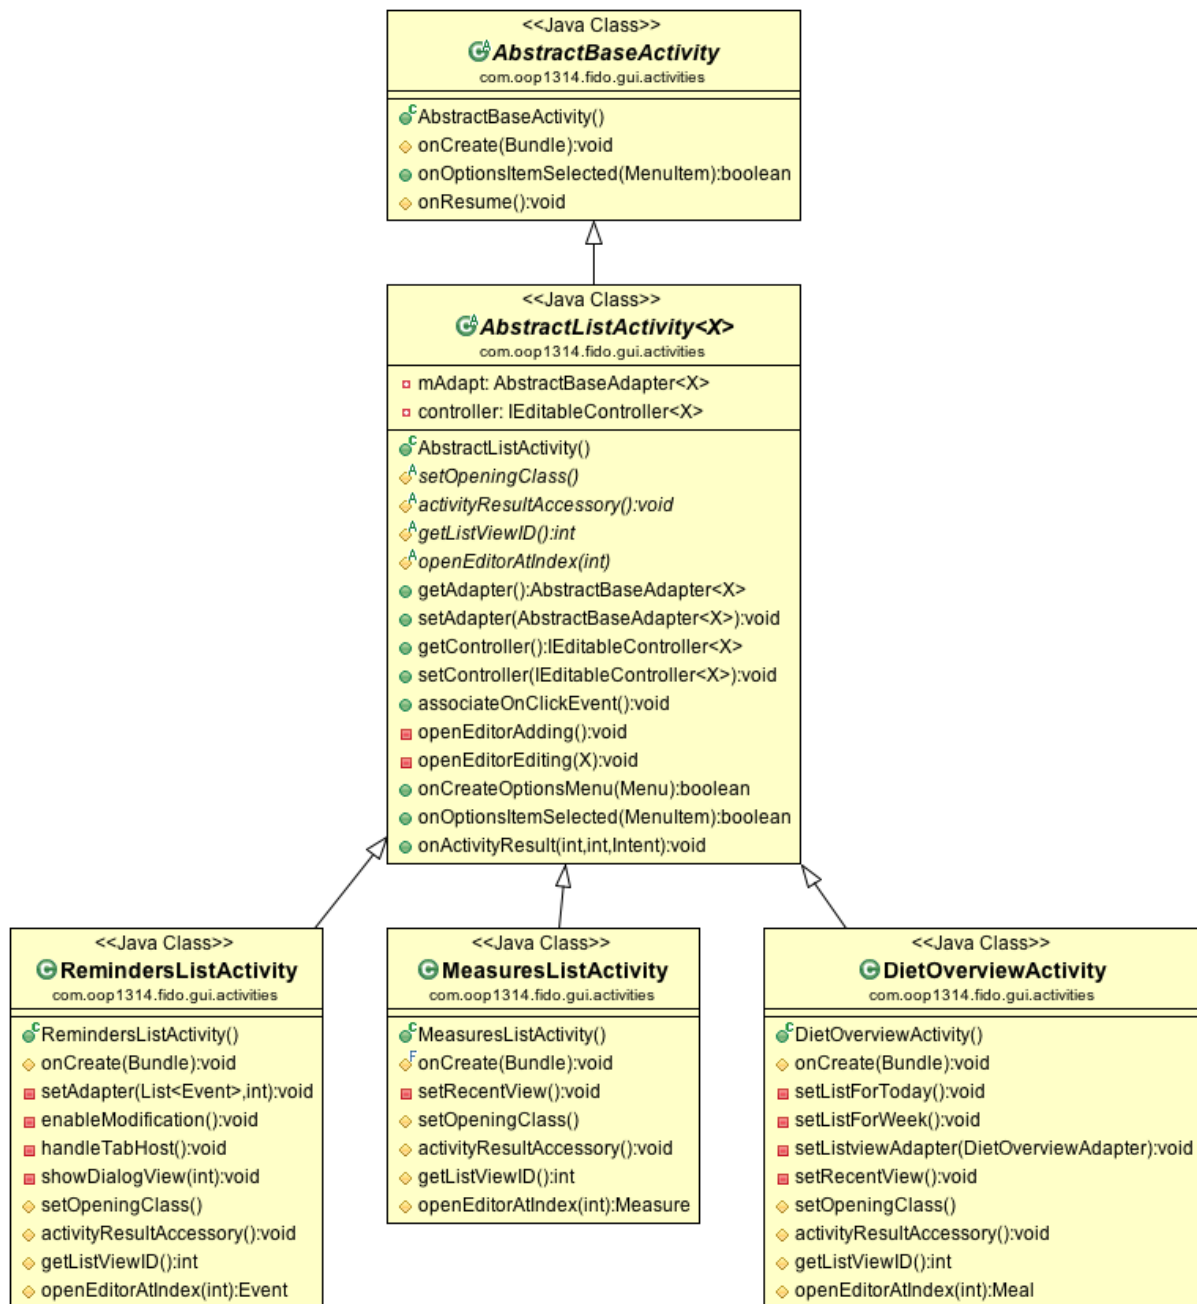 <<Java Class>>
AbstractBaseActivity
com.oop1314.fido.gui.activities
AbstractBaseActivity()
onCreate(Bundle):void
onOptionsItemSelected(MenuItem):boolean
onResume():void
<<Java Class>>
AbstractListActivity<X>
com.oop1314.fido.gui.activities
mAdapt: AbstractBaseAdapter<X>
controller: IEditableController<X>
AbstractListActivity()
setOpeningClass()
activityResultAccessory():void
getListViewID():int
openEditorAtIndex(int)
getAdapter():AbstractBaseAdapter<X>
setAdapter(AbstractBaseAdapter<X>):void
getController():IEditableController<X>
setController(IEditableController<X>):void
associateOnClickEvent():void
openEditorAdding():void
openEditorEditing(X):void
onCreateOptionsMenu(Menu):boolean
onOptionsItemSelected(MenuItem):boolean
onActivityResult(int,int,Intent):void
<<Java Class>>
RemindersListActivity
com.oop1314.fido.gui.activities
RemindersListActivity()
onCreate(Bundle):void
setAdapter(List<Event>,int):void
enableModification():void
handleTabHost():void
showDialogView(int):void
setOpeningClass()
activityResultAccessory():void
getListViewID():int
openEditorAtIndex(int):Event
<<Java Class>>
MeasuresListActivity
com.oop1314.fido.gui.activities
MeasuresListActivity()
onCreate(Bundle):void
setRecentView():void
setOpeningClass()
activityResultAccessory():void
getListViewID():int
openEditorAtIndex(int):Measure
<<Java Class>>
DietOverviewActivity
com.oop1314.fido.gui.activities
DietOverviewActivity()
onCreate(Bundle):void
setListForToday():void
setListForWeek():void
setListviewAdapter(DietOverviewAdapter):void
setRecentView():void
setOpeningClass()
activityResultAccessory():void
getListViewID():int
openEditorAtIndex(int):Meal